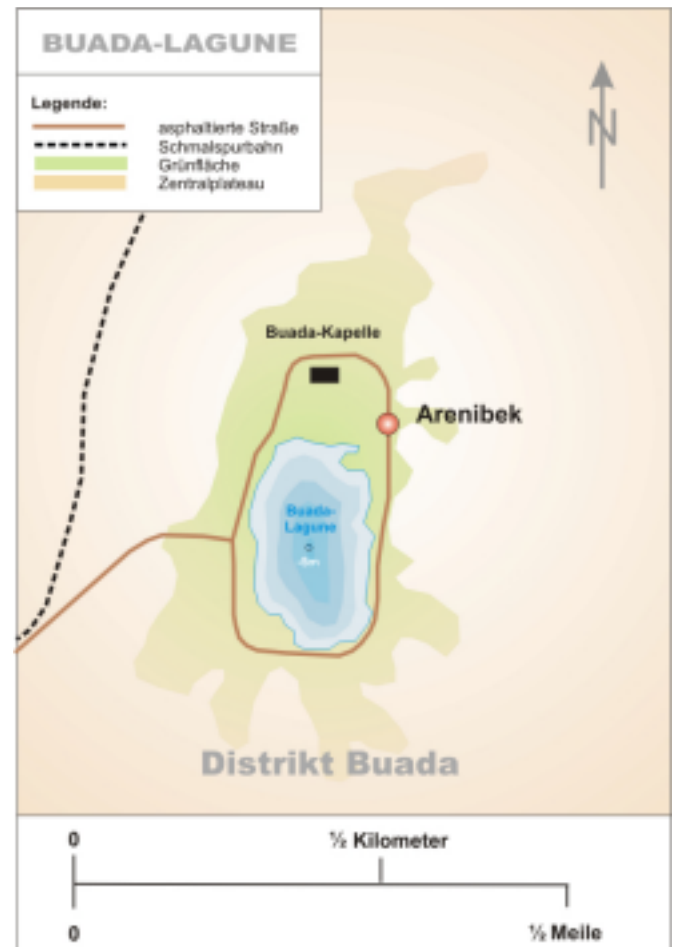 BUADA-LAGUNE
Legende:
asphaltierte Straße
Schmalspurbahn
Grünfläche
Zentralplateau
N
Buada-Kapelle
Arenibek
Buada-
Lagune
-8m
Distrikt Buada
0
½ Kilometer
0
½ Meile